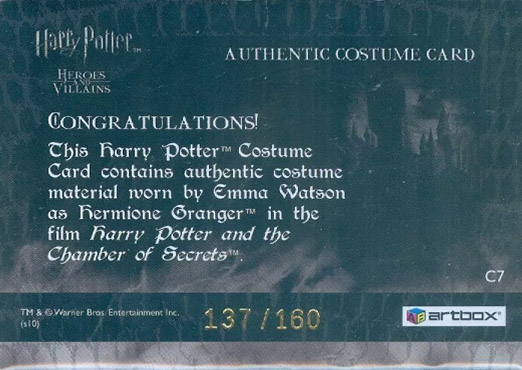 Harry Potter™
AUTHENTIC COSTUME CARD
HEROES
AND
VILLAINS
CONGRATULATIONS!
This Harry Potter™ Costume
Card contains authentic costume
material worn by Emma Watson
as Hermione Granger™ in the
film Harry Potter and the
Chamber of Secrets™.
C7
TM & © Warner Bros. Entertainment Inc.
(s10)
137/160
artbox®